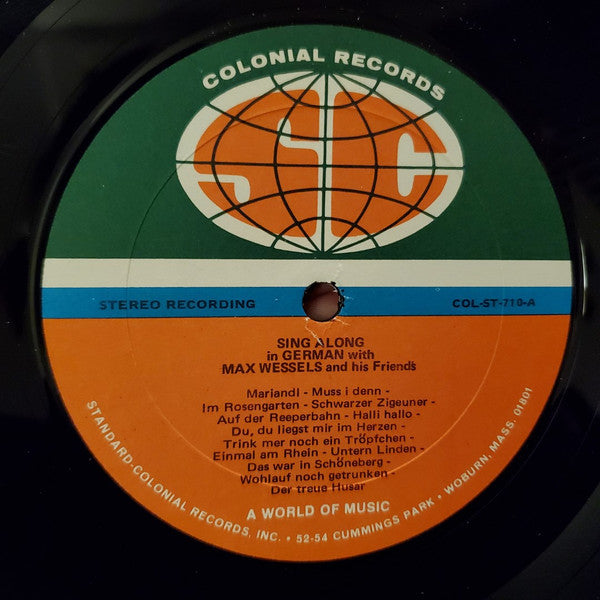 COLONIAL RECORDS
SC
STEREO RECORDING
COL-ST-710-A
SING ALONG
in GERMAN with
MAX WESSELS and his Friends
Mariandl - Muss i denn -
Im Rosengarten - Schwarzer Zigeuner -
Auf der Reeperbahn - Halli hallo -
Du, du liegst mir im Herzen -
Trink mer noch ein Tröpfchen -
Einmal am Rhein - Untern Linden -
Das war in Schöneberg -
Wohlauf noch getrunken -
Der treue Husar
A WORLD OF MUSIC
STANDARD-COLONIAL RECORDS, INC. • 52-54 CUMMINGS PARK • WOBURN, MASS. 01801